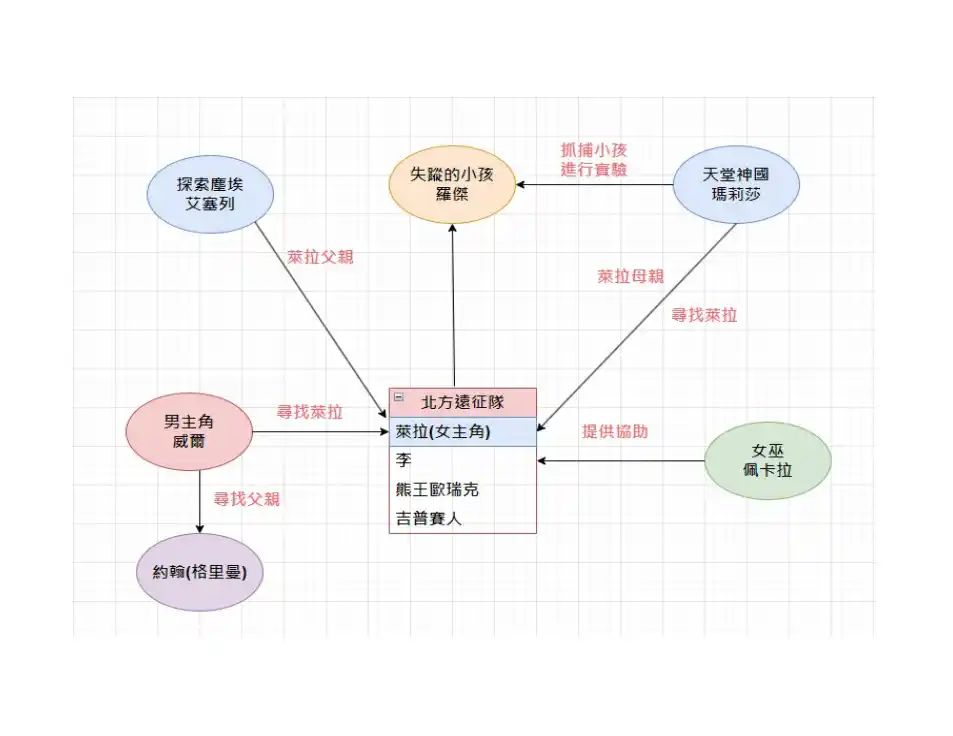 抓捕小孩
進行實驗
探索塵埃
艾塞列
失蹤的小孩
羅傑
天堂神國
瑪莉莎
萊拉父親
萊拉母親
尋找萊拉
北方遠征隊
男主角
威爾
尋找萊拉
萊拉(女主角)
提供協助
李
女巫
佩卡拉
熊王歐瑞克
尋找父親
吉普賽人
約翰(格里曼)